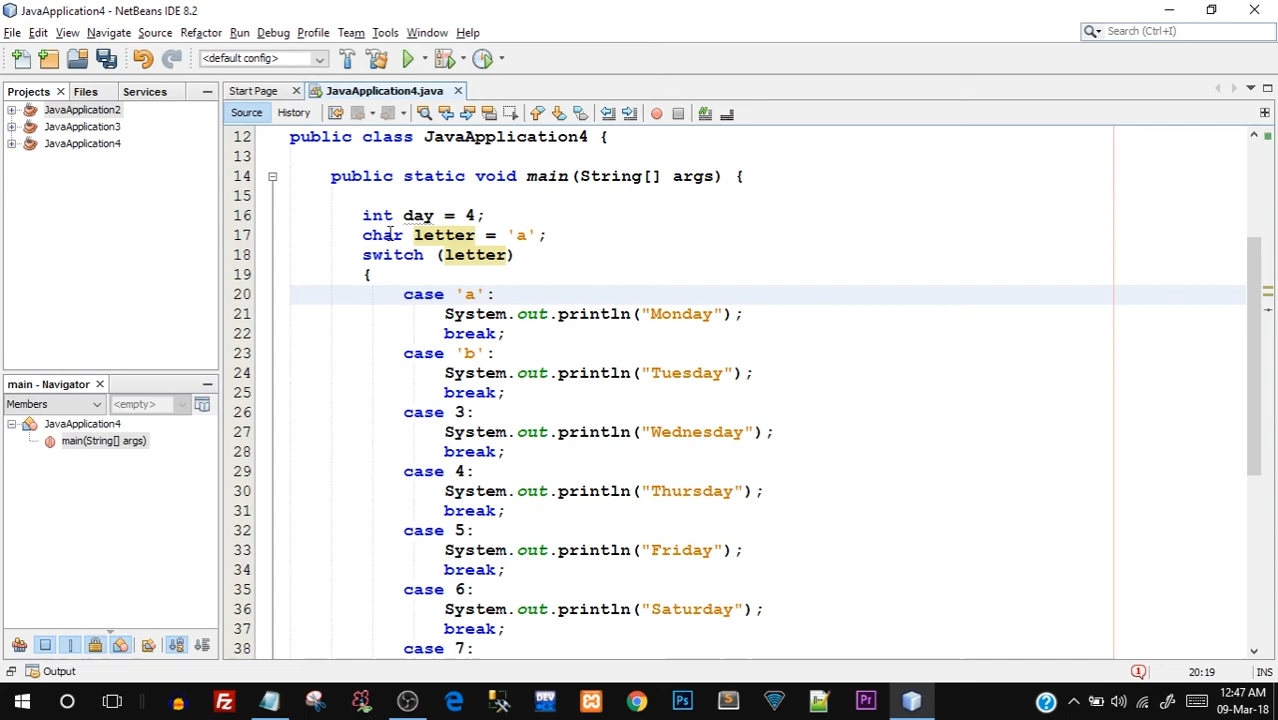 JavaApplication4 - NetBeans IDE 8.2
File Edit View Navigate Source Refactor Run Debug Profile Team Tools Window Help
Search (Ctrl+I)
<default config>
Projects Files Services
Start Page JavaApplication4.java
JavaApplication2
JavaApplication3
JavaApplication4
Source History
12 public class JavaApplication4 {
13
14 public static void main(String[] args) {
15
16 int day = 4;
17 char letter = 'a';
18 switch (letter)
19 {
20 case 'a':
21 System.out.println("Monday");
22 break;
23 case 'b':
24 System.out.println("Tuesday");
25 break;
26 case 3:
27 System.out.println("Wednesday");
28 break;
29 case 4:
30 System.out.println("Thursday");
31 break;
32 case 5:
33 System.out.println("Friday");
34 break;
35 case 6:
36 System.out.println("Saturday");
37 break;
38 case 7:
main - Navigator
Members <empty>
JavaApplication4
main(String[] args)
Output
1 20:19 INS
12:47 AM
09-Mar-18